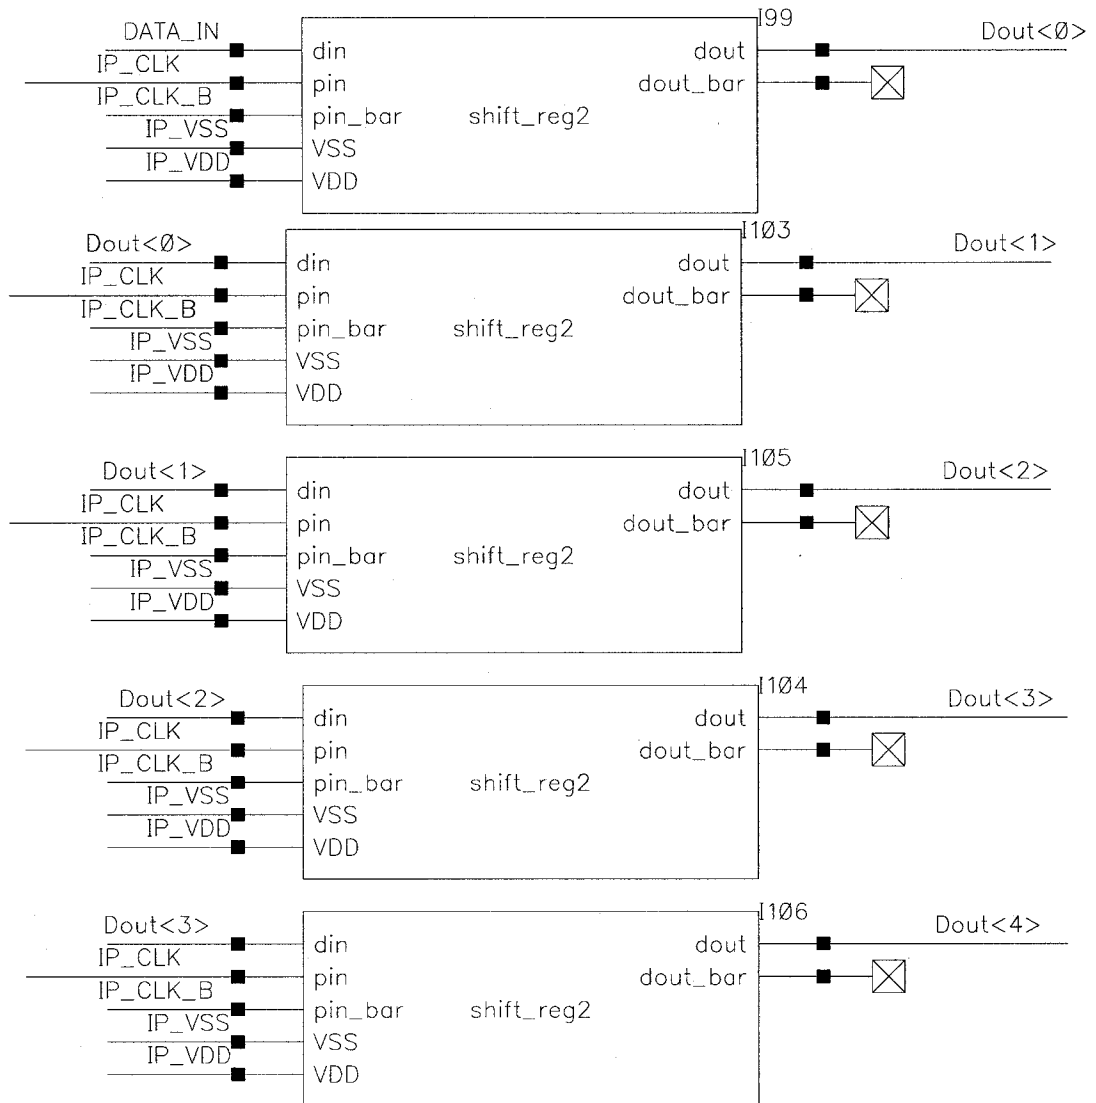 I99
DATA_IN Dout<0>
din dout
IP_CLK
pin dout_bar
IP_CLK_B
pin_bar shift_reg2
IP_VSS
VSS
IP_VDD
VDD
I103
Dout<0> Dout<1>
din dout
IP_CLK
pin dout_bar
IP_CLK_B
pin_bar shift_reg2
IP_VSS
VSS
IP_VDD
VDD
I105
Dout<1> Dout<2>
din dout
IP_CLK
pin dout_bar
IP_CLK_B
pin_bar shift_reg2
IP_VSS
VSS
IP_VDD
VDD
I104
Dout<2> Dout<3>
din dout
IP_CLK
pin dout_bar
IP_CLK_B
pin_bar shift_reg2
IP_VSS
VSS
IP_VDD
VDD
I106
Dout<3> Dout<4>
din dout
IP_CLK
pin dout_bar
IP_CLK_B
pin_bar shift_reg2
IP_VSS
VSS
IP_VDD
VDD